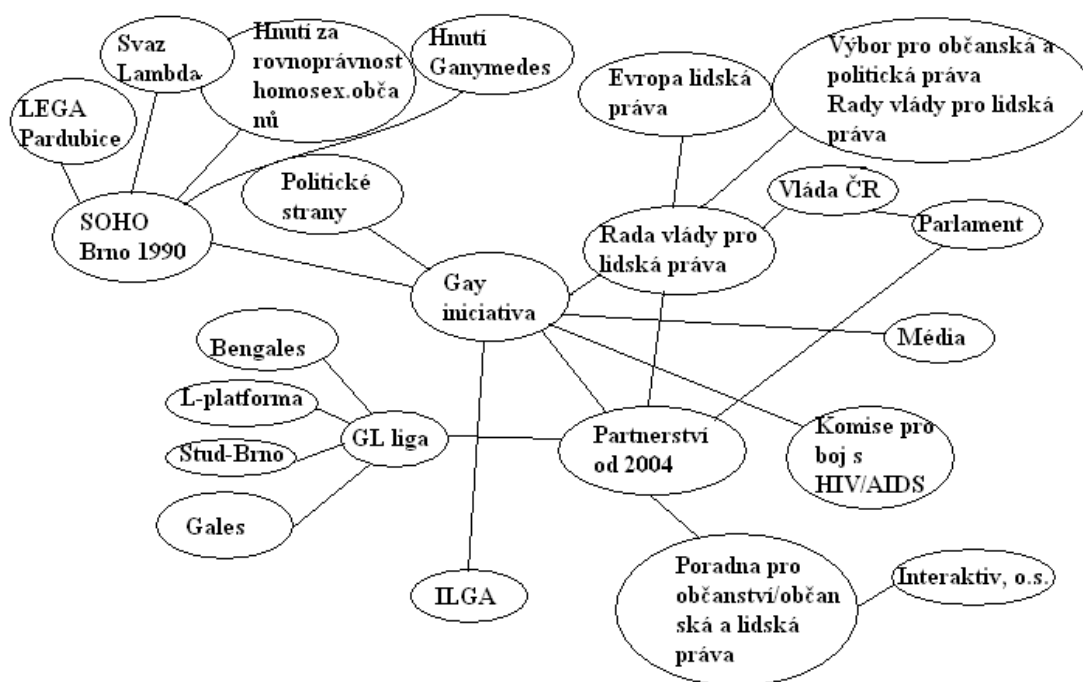 Svaz
Lambda
Hnutí za
rovnoprávnost
homosex.obča
nů
Hnutí
Ganymedes
LEGA
Pardubice
SOHO
Brno 1990
Politické
strany
Evropa lidská
práva
Výbor pro občanská a
politická práva
Rady vlády pro lidská
práva
Vláda ČR
Parlament
Rada vlády pro
lidská práva
Gay
iniciativa
Média
Bengales
L-platforma
Stud-Brno
Gales
GL liga
Partnerství
od 2004
Komise pro
boj s
HIV/AIDS
ILGA
Poradna pro
občanství/občan
ská a lidská
práva
Interaktiv, o.s.